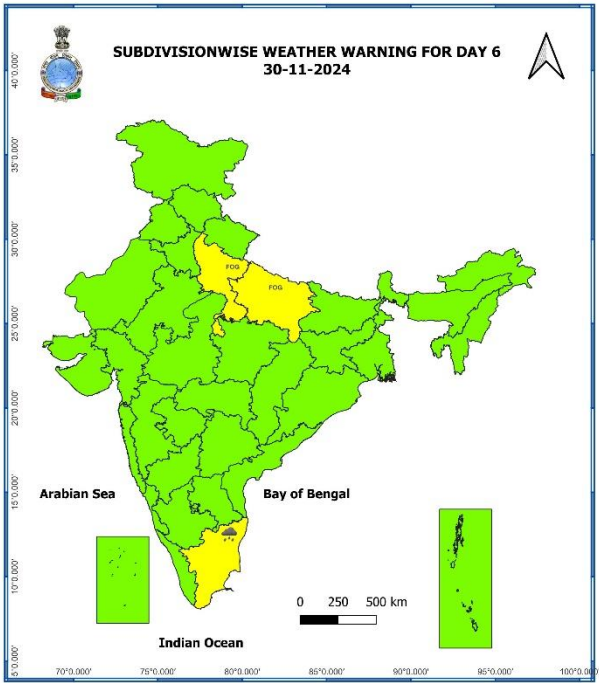 SUBDIVISIONWISE WEATHER WARNING FOR DAY 6
30-11-2024
40°0.000'
35°0.000'
30°0.000'
FOG
FOG
25°0.000'
20°0.000'
15°0.000'
Arabian Sea
Bay of Bengal
10°0.000'
0 250 500 km
Indian Ocean
5°0.000'
70°0.000' 75°0.000' 80°0.000' 85°0.000' 90°0.000' 95°0.000' 100°0.000'